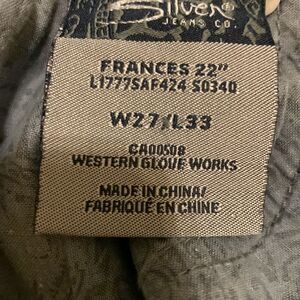 Silver
JEANS CO.
FRANCES 22"
L1777SAF424 S0340
W27/L33
CA00508
WESTERN GLOVE WORKS
MADE IN CHINA/
FABRIQUÉ EN CHINE